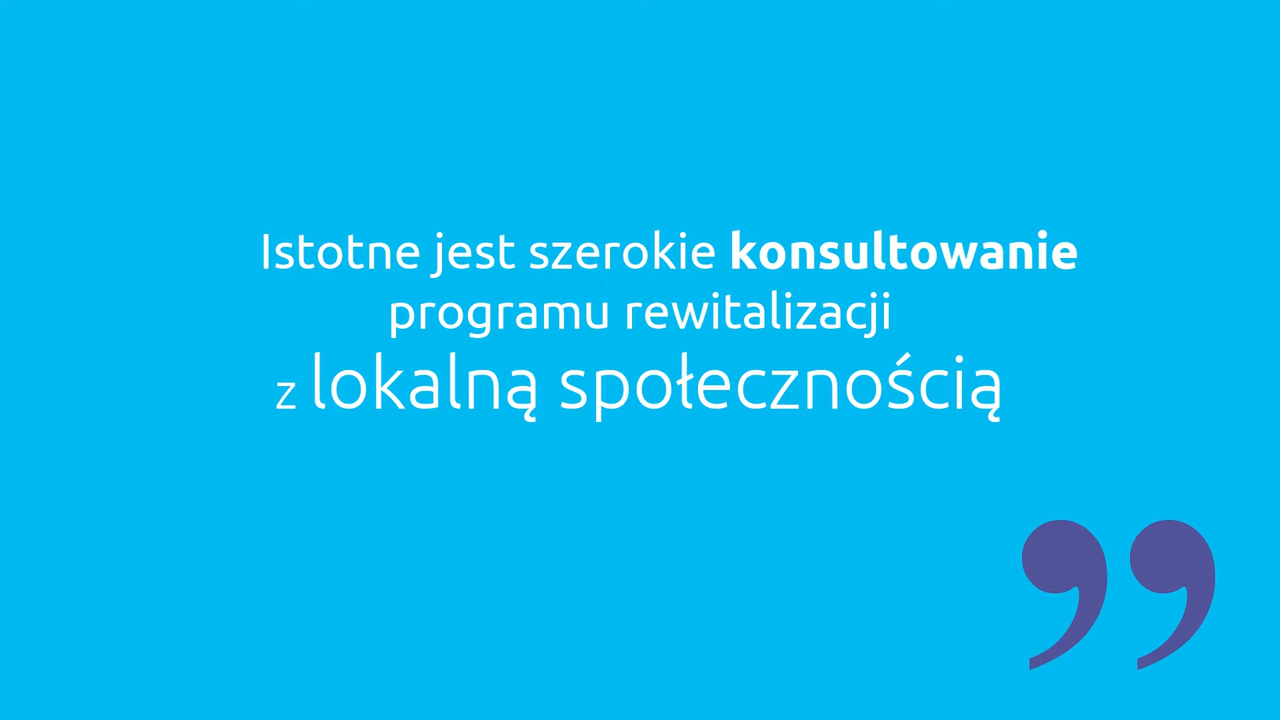 Istotne jest szerokie konsultowanie
programu rewitalizacji
z lokalną społecznością
”